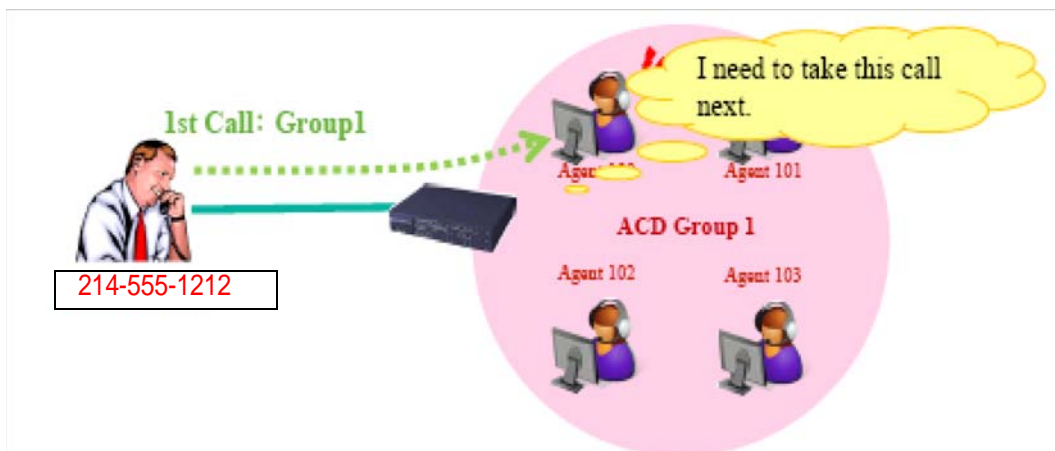 I need to take this call
next.
1st Call: Group1
Agent 101
ACD Group 1
Agent 102
Agent 103
214-555-1212